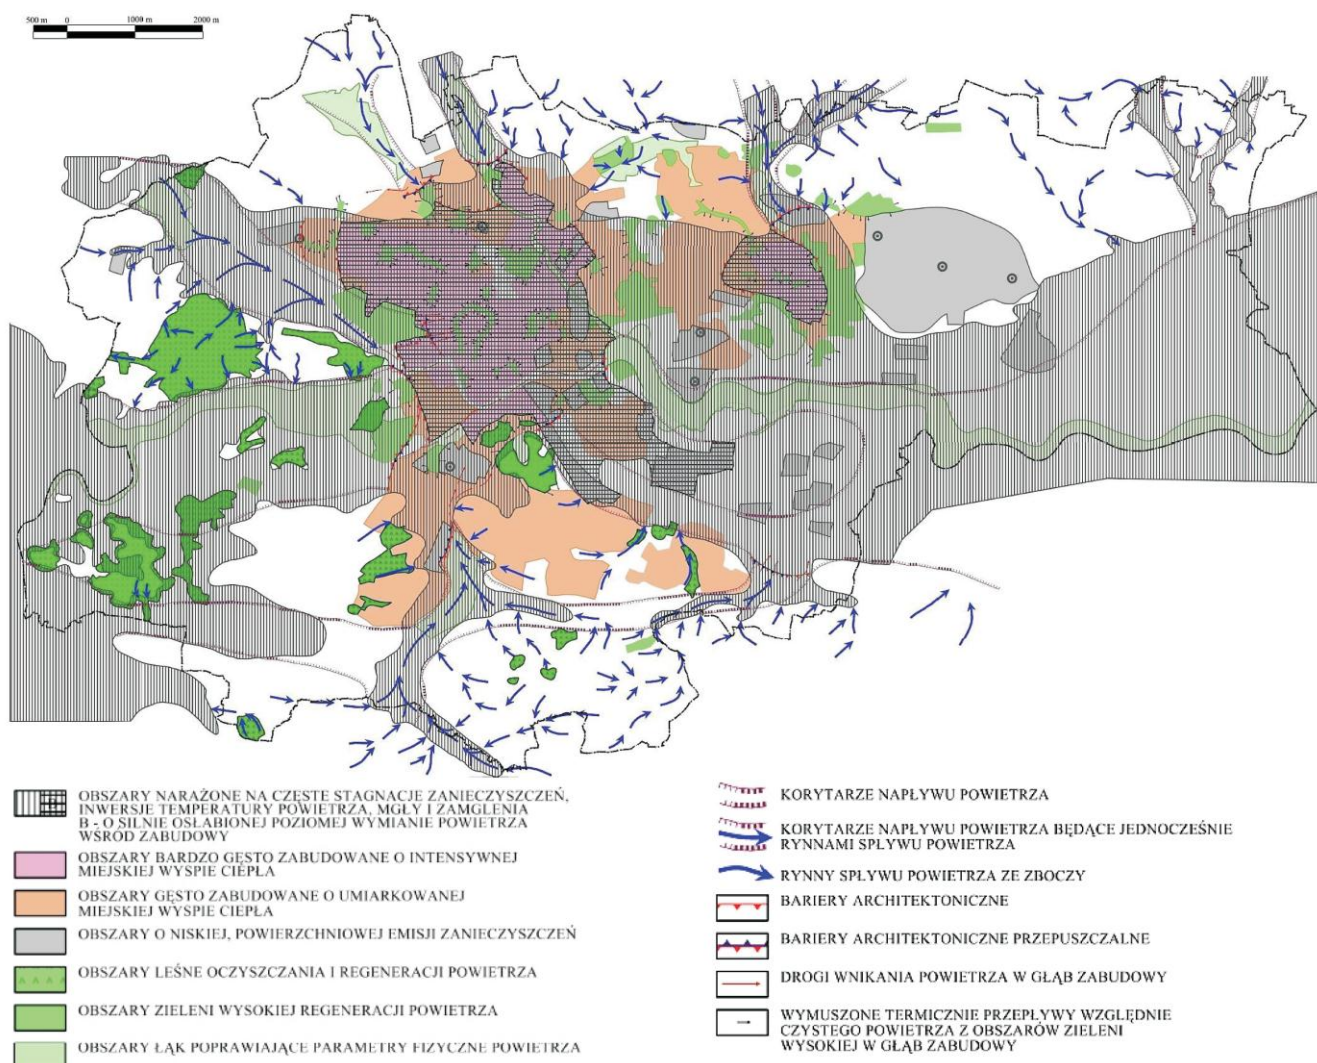 500 m 0 1000 m 2000 m
B
OBSZARY NARAŻONE NA CZĘSTE STAGNACJE ZANIECZYSZCZEŃ,
INWERSJE TEMPERATURY POWIETRZA, MGŁY I ZAMGLENIA
B - O SILNIE OSŁABIONEJ POZIOMEJ WYMIANIE POWIETRZA
WŚRÓD ZABUDOWY
OBSZARY BARDZO GĘSTO ZABUDOWANE O INTENSYWNEJ
MIEJSKIEJ WYSPIE CIEPŁA
OBSZARY GĘSTO ZABUDOWANE O UMIARKOWANEJ
MIEJSKIEJ WYSPIE CIEPŁA
OBSZARY O NISKIEJ, POWIERZCHNIOWEJ EMISJI ZANIECZYSZCZEŃ
OBSZARY LEŚNE OCZYSZCZANIA I REGENERACJI POWIETRZA
OBSZARY ZIELENI WYSOKIEJ REGENERACJI POWIETRZA
OBSZARY ŁĄK POPRAWIAJĄCE PARAMETRY FIZYCZNE POWIETRZA
KORYTARZE NAPŁYWU POWIETRZA
KORYTARZE NAPŁYWU POWIETRZA BĘDĄCE JEDNOCZEŚNIE
RYNNAMI SPŁYWU POWIETRZA
RYNNY SPŁYWU POWIETRZA ZE ZBOCZY
BARIERY ARCHITEKTONICZNE
BARIERY ARCHITEKTONICZNE PRZEPUSZCZALNE
DROGI WNIKANIA POWIETRZA W GŁĄB ZABUDOWY
WYMUSZONE TERMICZNIE PRZEPŁYWY WZGLĘDNIE
CZYSTEGO POWIETRZA Z OBSZARÓW ZIELENI
WYSOKIEJ W GŁĄB ZABUDOWY